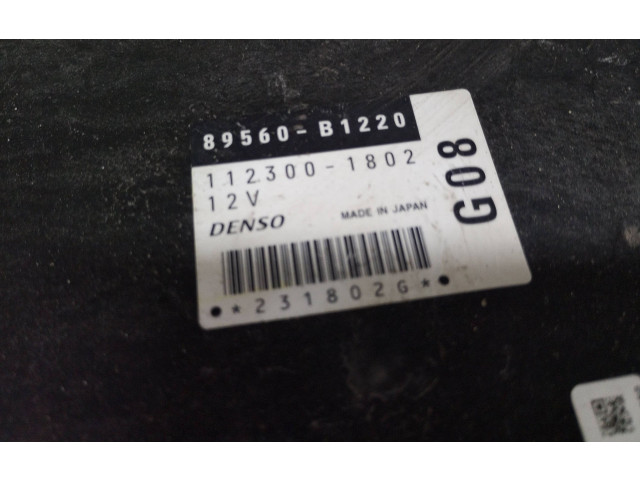 89560-B1220
112300-1802
12V
DENSO MADE IN JAPAN
*231802G*
G08